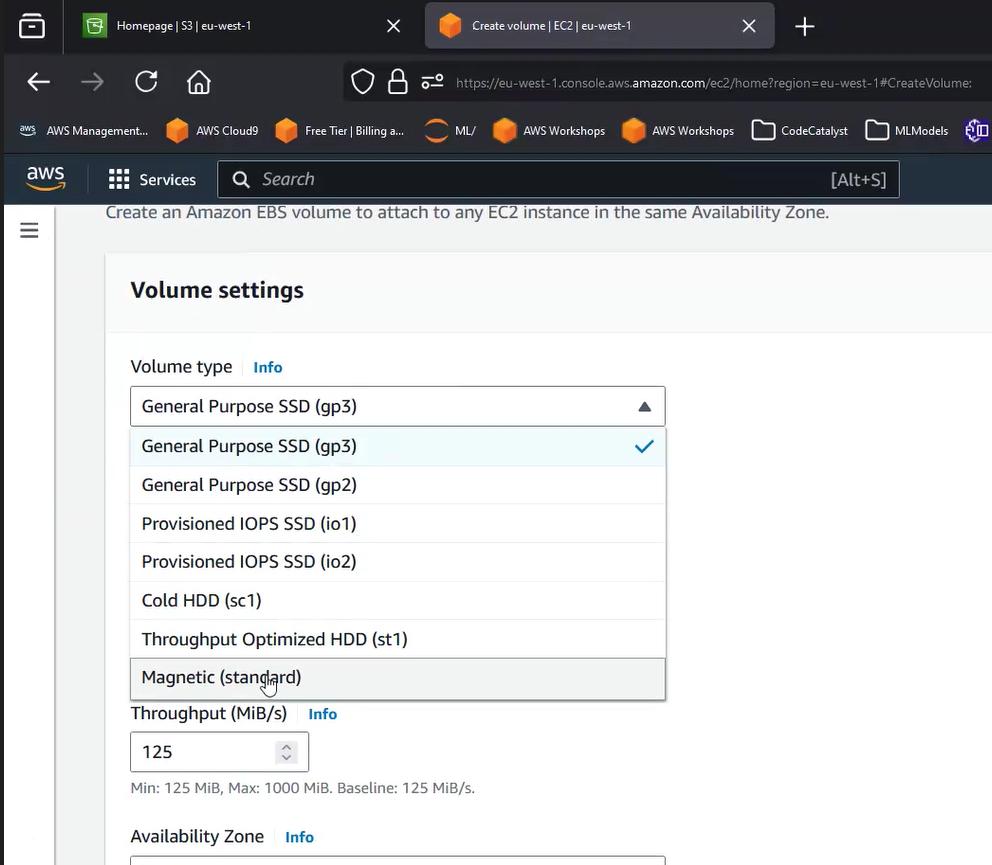 Homepage | S3 | eu-west-1
Create volume | EC2 | eu-west-1
https://eu-west-1.console.aws.amazon.com/ec2/home?region=eu-west-1#CreateVolume:
aws AWS Management... AWS Cloud9 Free Tier | Billing a... ML/ AWS Workshops AWS Workshops CodeCatalyst MLModels
aws Services Search [Alt+S]
Create an Amazon EBS volume to attach to any EC2 instance in the same Availability Zone.
Volume settings
Volume type Info
General Purpose SSD (gp3)
General Purpose SSD (gp3)
General Purpose SSD (gp2)
Provisioned IOPS SSD (io1)
Provisioned IOPS SSD (io2)
Cold HDD (sc1)
Throughput Optimized HDD (st1)
Magnetic (standard)
Throughput (MiB/s) Info
125
Min: 125 MiB, Max: 1000 MiB. Baseline: 125 MiB/s.
Availability Zone Info